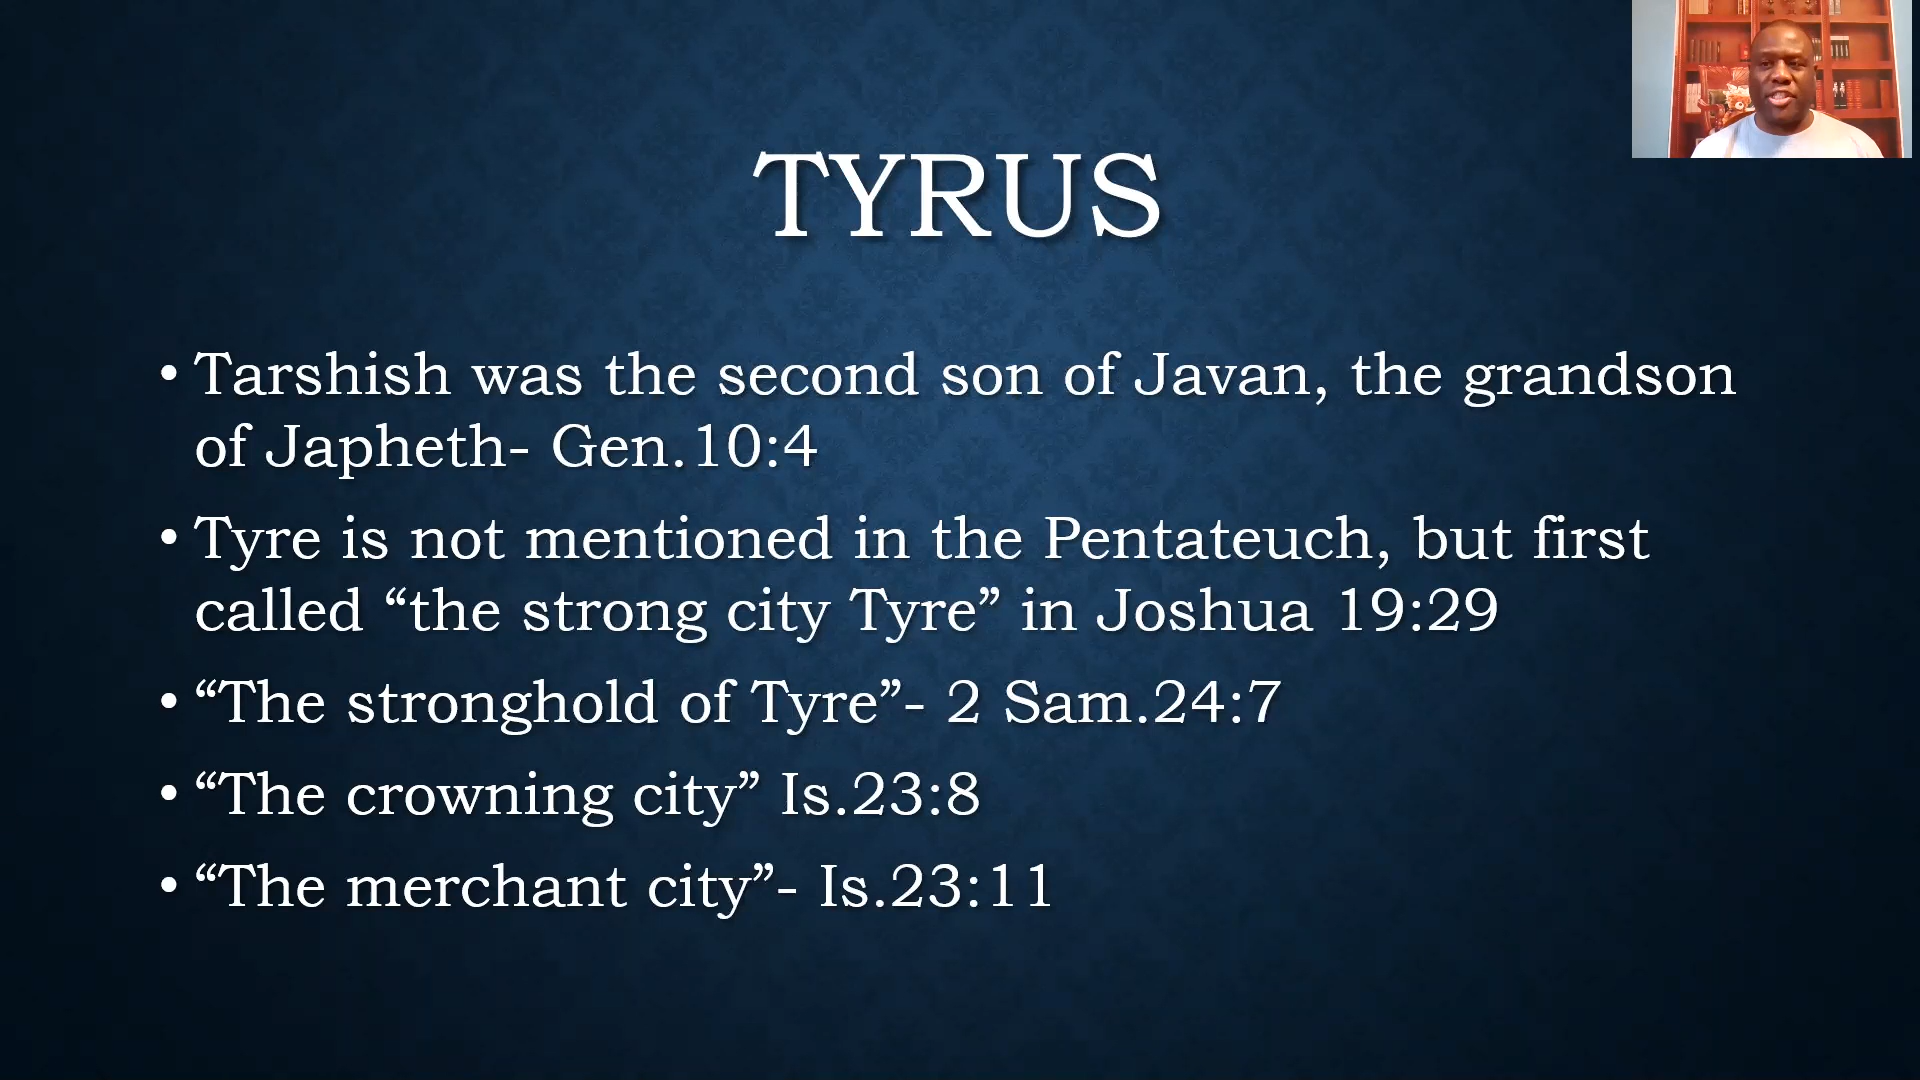 TYRUS
• Tarshish was the second son of Javan, the grandson
of Japheth- Gen.10:4
• Tyre is not mentioned in the Pentateuch, but first
called “the strong city Tyre” in Joshua 19:29
• “The stronghold of Tyre”- 2 Sam.24:7
• “The crowning city” Is.23:8
• “The merchant city”- Is.23:11